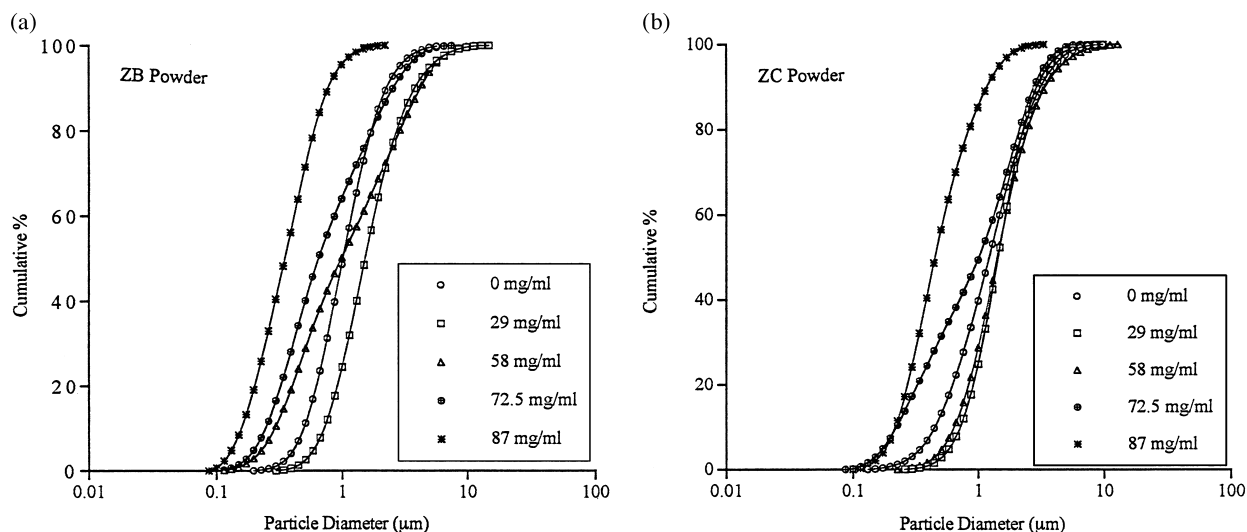 (a)
ZB Powder
Cumulative %
100
80
60
40
20
0
0 mg/ml
29 mg/ml
58 mg/ml
72.5 mg/ml
87 mg/ml
0.01
0.1
1
10
100
Particle Diameter (μm)
(b)
ZC Powder
Cumulative %
100
80
60
40
20
0
0 mg/ml
29 mg/ml
58 mg/ml
72.5 mg/ml
87 mg/ml
0.01
0.1
1
10
100
Particle Diameter (μm)